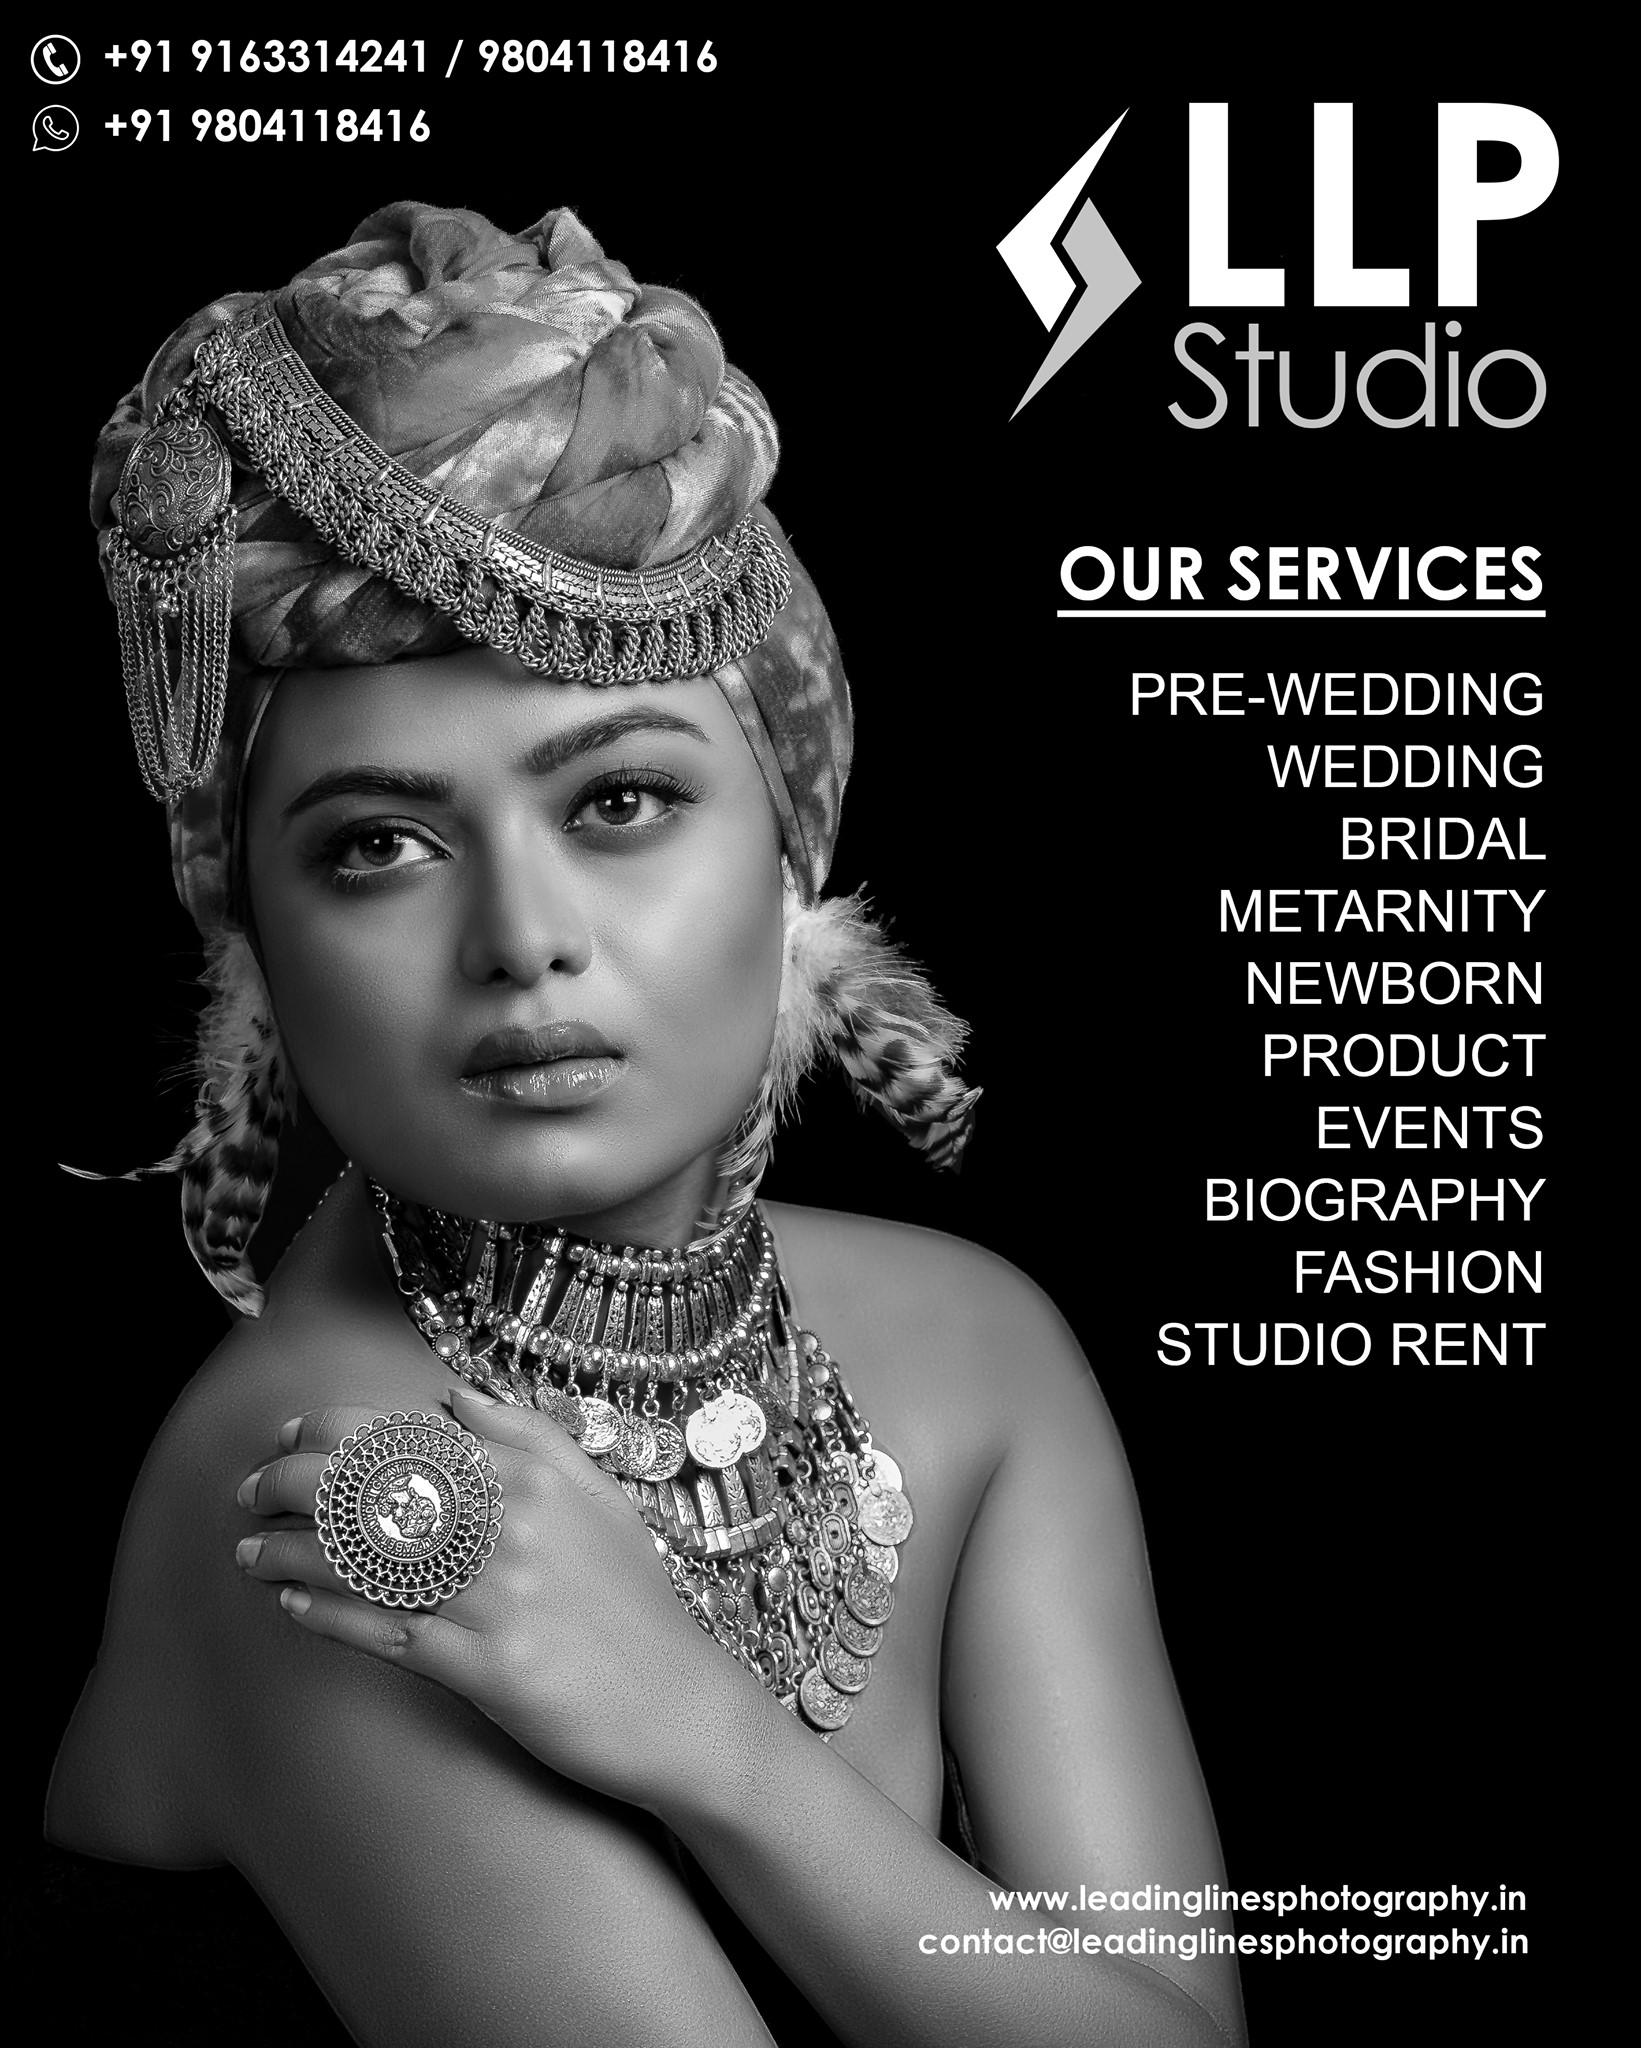 +91 9163314241 / 9804118416
+91 9804118416
LLP
Studio
OUR SERVICES
PRE-WEDDING
WEDDING
BRIDAL
METARNITY
NEWBORN
PRODUCT
EVENTS
BIOGRAPHY
FASHION
STUDIO RENT
www.leadinglinesphotography.in
contact@leadinglinesphotography.in